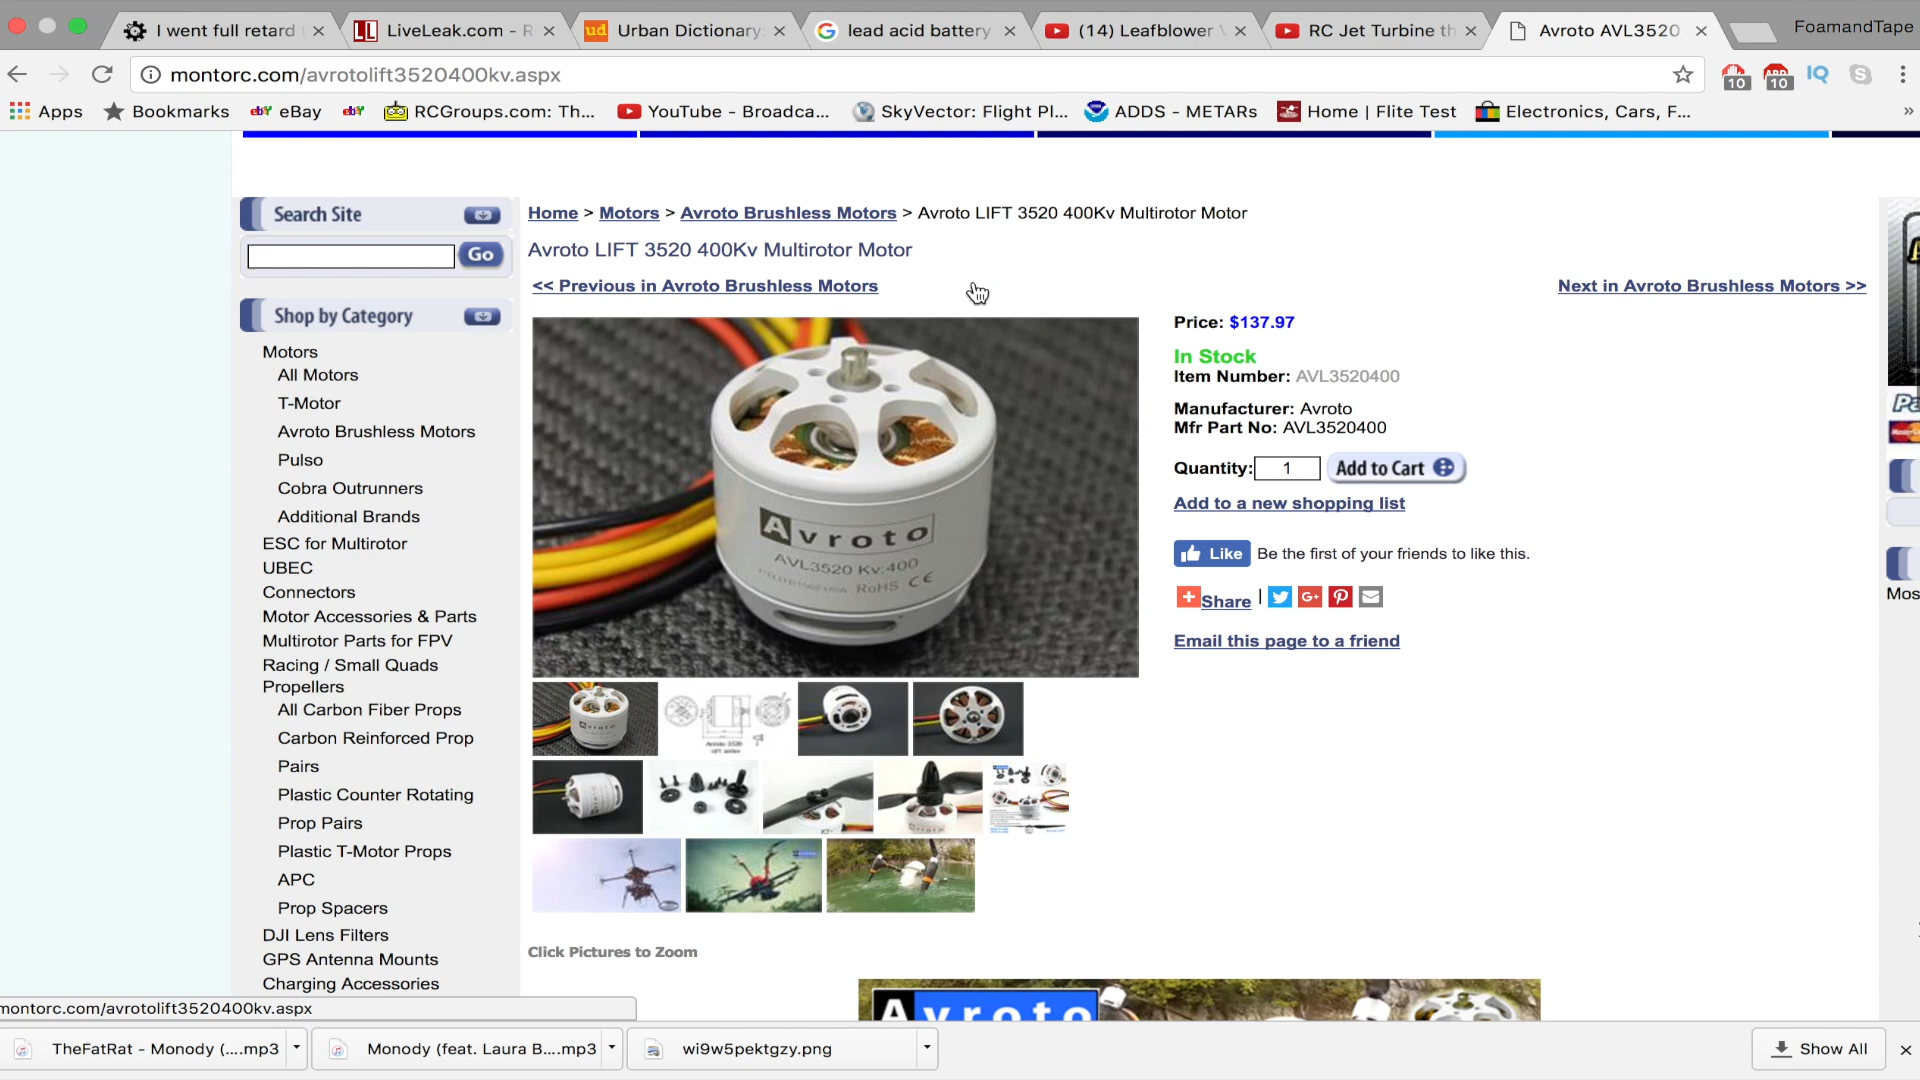 I went full retard
LiveLeak.com - R
Urban Dictionary:
lead acid battery
(14) Leafblower
RC Jet Turbine th
Avroto AVL3520
FoamandTape
montorc.com/avrotolift3520400kv.aspx
10
ABP
10
IQ
Apps
Bookmarks
eBay
RCGroups.com: Th...
YouTube - Broadca...
SkyVector: Flight Pl...
ADDS - METARs
Home | Flite Test
Electronics, Cars, F...
»
Search Site
Go
Shop by Category
Motors
All Motors
T-Motor
Avroto Brushless Motors
Pulso
Cobra Outrunners
Additional Brands
ESC for Multirotor
UBEC
Connectors
Motor Accessories & Parts
Multirotor Parts for FPV
Racing / Small Quads
Propellers
All Carbon Fiber Props
Carbon Reinforced Prop
Pairs
Plastic Counter Rotating
Prop Pairs
Plastic T-Motor Props
APC
Prop Spacers
DJI Lens Filters
GPS Antenna Mounts
Charging Accessories
Home > Motors > Avroto Brushless Motors > Avroto LIFT 3520 400Kv Multirotor Motor
Avroto LIFT 3520 400Kv Multirotor Motor
<< Previous in Avroto Brushless Motors
Next in Avroto Brushless Motors >>
Avroto
AVL3520 Kv:400
RoHS CE
Price: $137.97
In Stock
Item Number: AVL3520400
Manufacturer: Avroto
Mfr Part No: AVL3520400
Quantity: 1 Add to Cart
Add to a new shopping list
Like Be the first of your friends to like this.
Share |
Email this page to a friend
Click Pictures to Zoom
Avroto
Pa
Mos
montorc.com/avrotolift3520400kv.aspx
TheFatRat - Monody (....mp3
Monody (feat. Laura B....mp3
wi9w5pektgzy.png
Show All